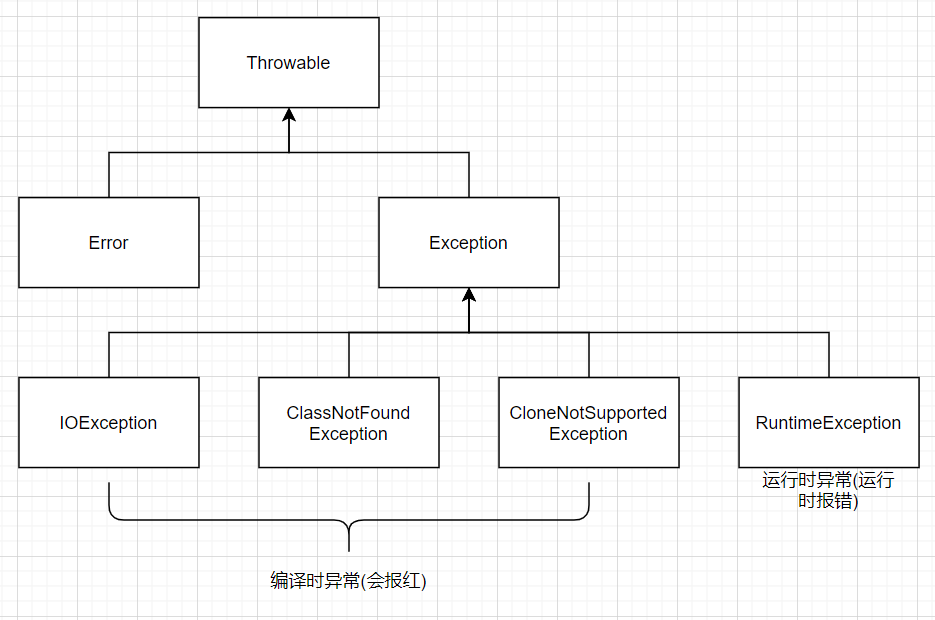 Throwable
Error
Exception
IOException
ClassNotFound
Exception
CloneNotSupported
Exception
RuntimeException
运行时异常(运行
时报错)
编译时异常(会报红)